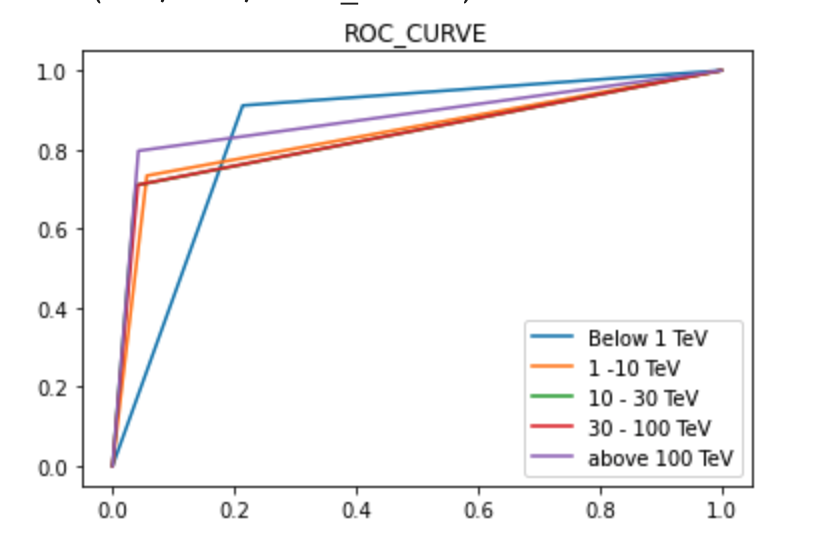 ROC_CURVE
1.0
0.8
0.6
0.4
0.2
0.0
Below 1 TeV
1 -10 TeV
10 - 30 TeV
30 - 100 TeV
above 100 TeV
0.0 0.2 0.4 0.6 0.8 1.0